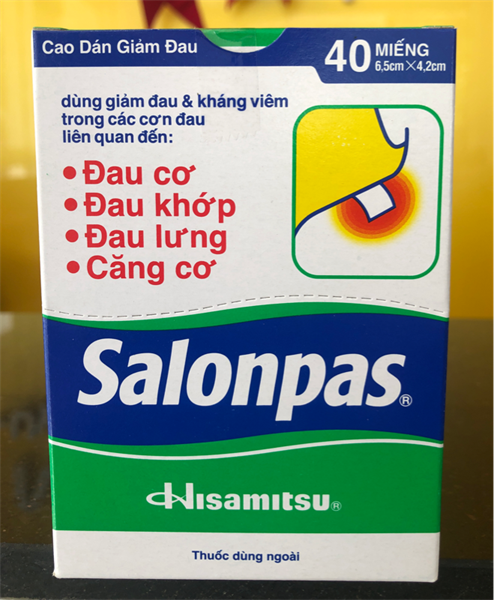 Cao Dán Giảm Đau
40 MIẾNG
6,5cm×4,2cm
dùng giảm đau & kháng viêm
trong các cơn đau
liên quan đến:
• Đau cơ
• Đau khớp
• Đau lưng
• Căng cơ
Salonpas®
Hisamitsu®
Thuốc dùng ngoài